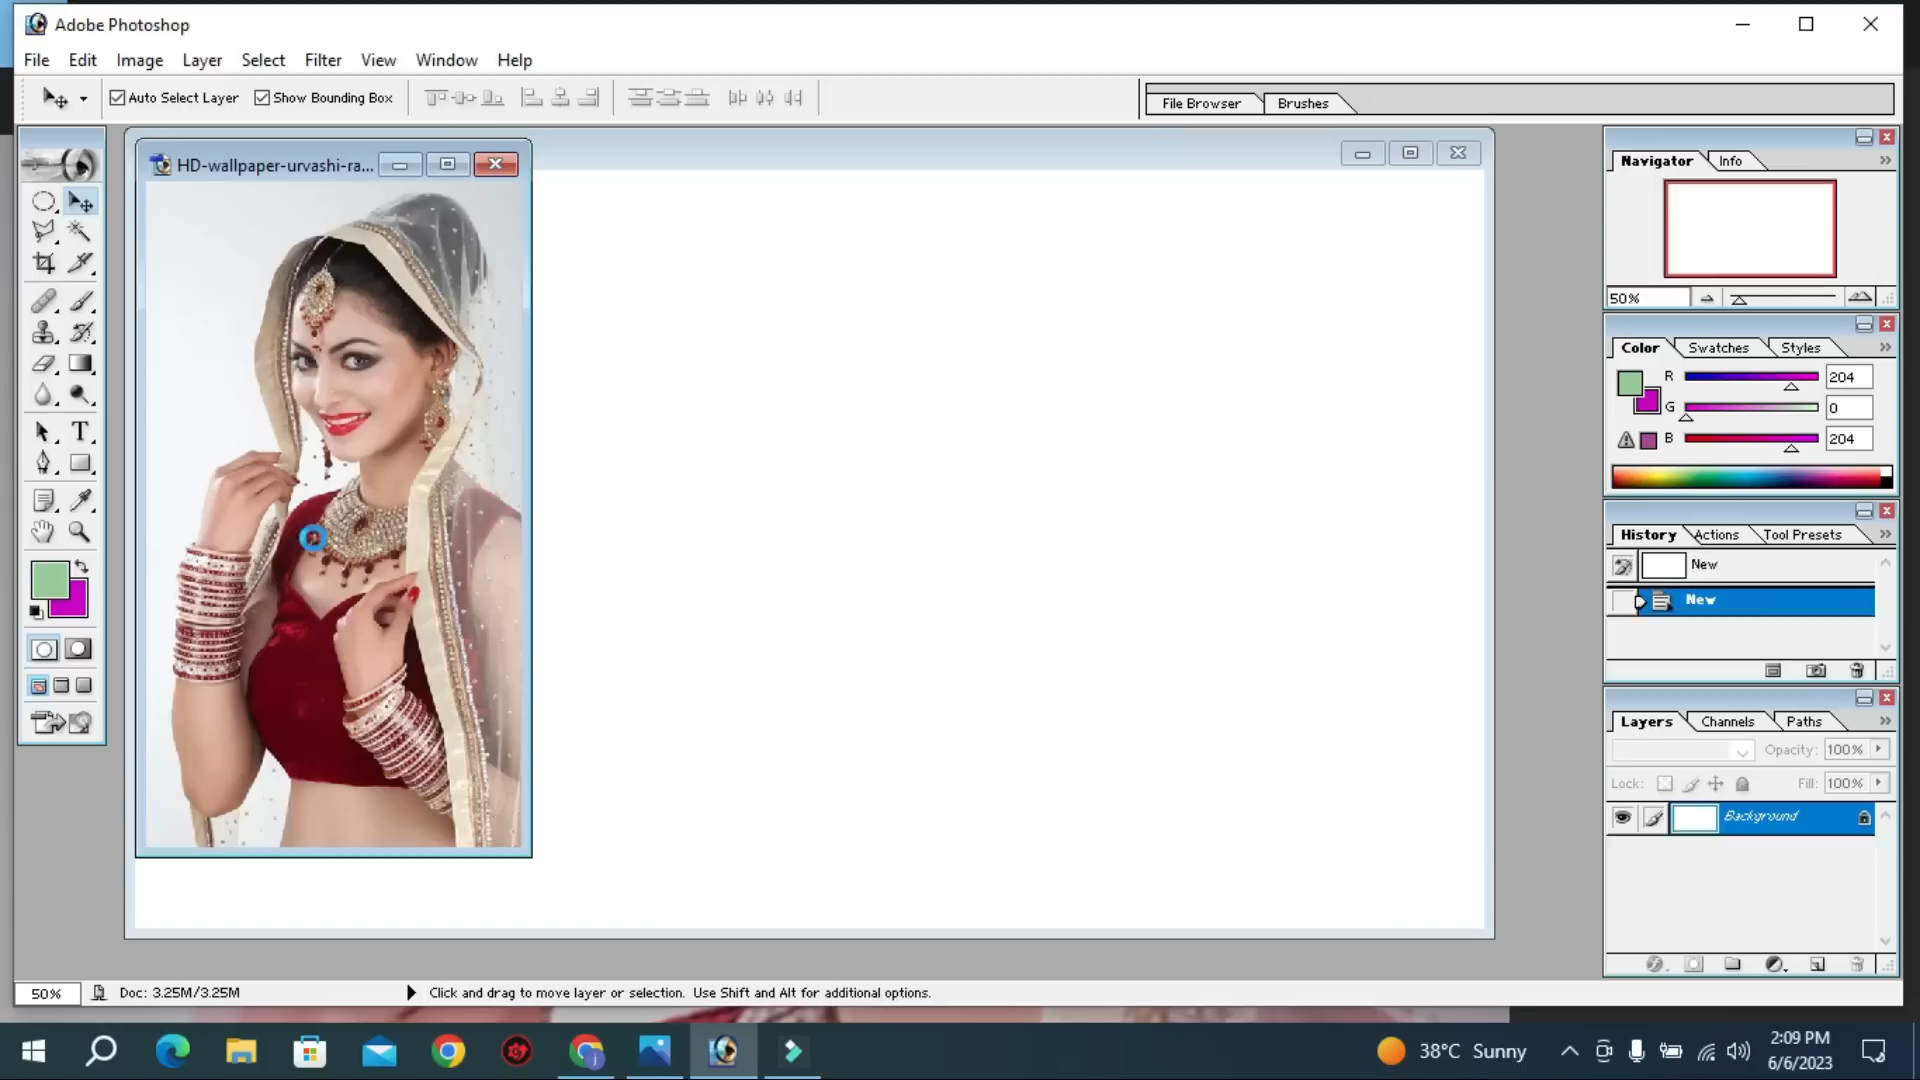 Adobe Photoshop
File Edit Image Layer Select Filter View Window Help
Auto Select Layer Show Bounding Box
File Browser Brushes
HD-wallpaper-urvashi-ra...
Navigator Info
50%
Color Swatches Styles
R 204
G 0
B 204
T
History Actions Tool Presets
New
New
Layers Channels Paths
Opacity: 100%
Lock: Fill: 100%
Background
50% Doc: 3.25M/3.25M Click and drag to move layer or selection. Use Shift and Alt for additional options.
38°C Sunny
2:09 PM
6/6/2023